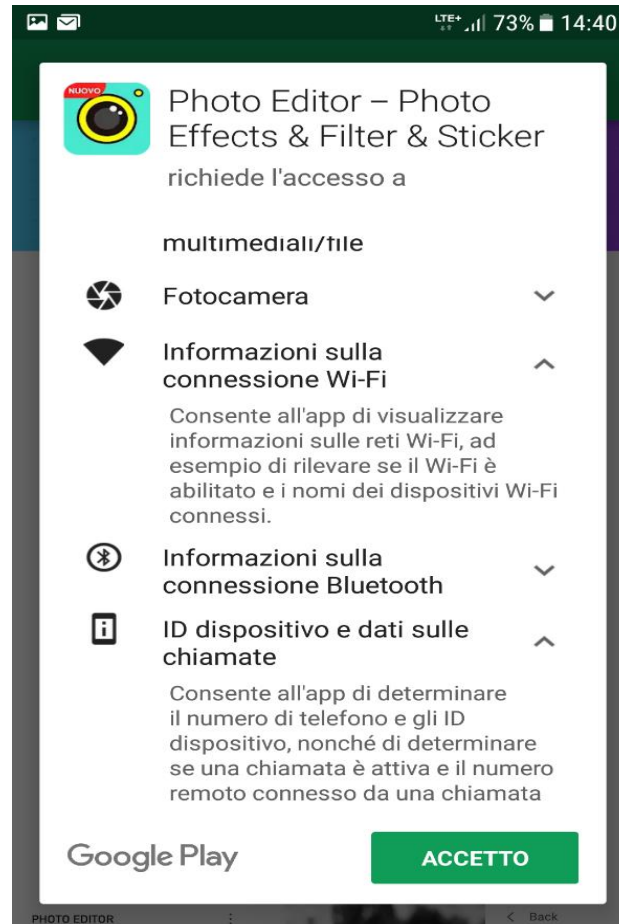 LTE+ 73% 14:40
NUOVO
Photo Editor – Photo
Effects & Filter & Sticker
richiede l'accesso a
multimediali/file
Fotocamera
Informazioni sulla
connessione Wi-Fi
Consente all'app di visualizzare
informazioni sulle reti Wi-Fi, ad
esempio di rilevare se il Wi-Fi è
abilitato e i nomi dei dispositivi Wi-Fi
connessi.
Informazioni sulla
connessione Bluetooth
ID dispositivo e dati sulle
chiamate
Consente all'app di determinare
il numero di telefono e gli ID
dispositivo, nonché di determinare
se una chiamata è attiva e il numero
remoto connesso da una chiamata
Google Play
ACCETTO
PHOTO EDITOR
Back